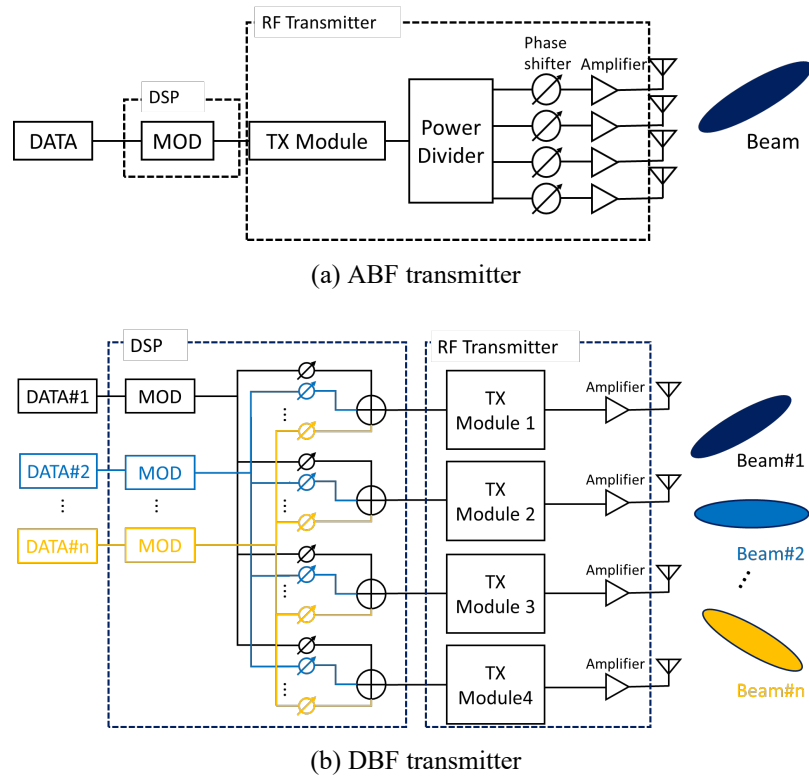 RF Transmitter
Phase
shifter
Amplifier
DSP
DATA
MOD
TX Module
Power
Divider
Beam
(a) ABF transmitter
DSP
RF Transmitter
DATA#1
MOD
TX
Module 1
Amplifier
Beam#1
DATA#2
MOD
TX
Module 2
Amplifier
Beam#2
⋮
⋮
⋮
⋮
⋮
DATA#n
MOD
TX
Module 3
Amplifier
⋮
⋮
TX
Module4
Amplifier
Beam#n
(b) DBF transmitter